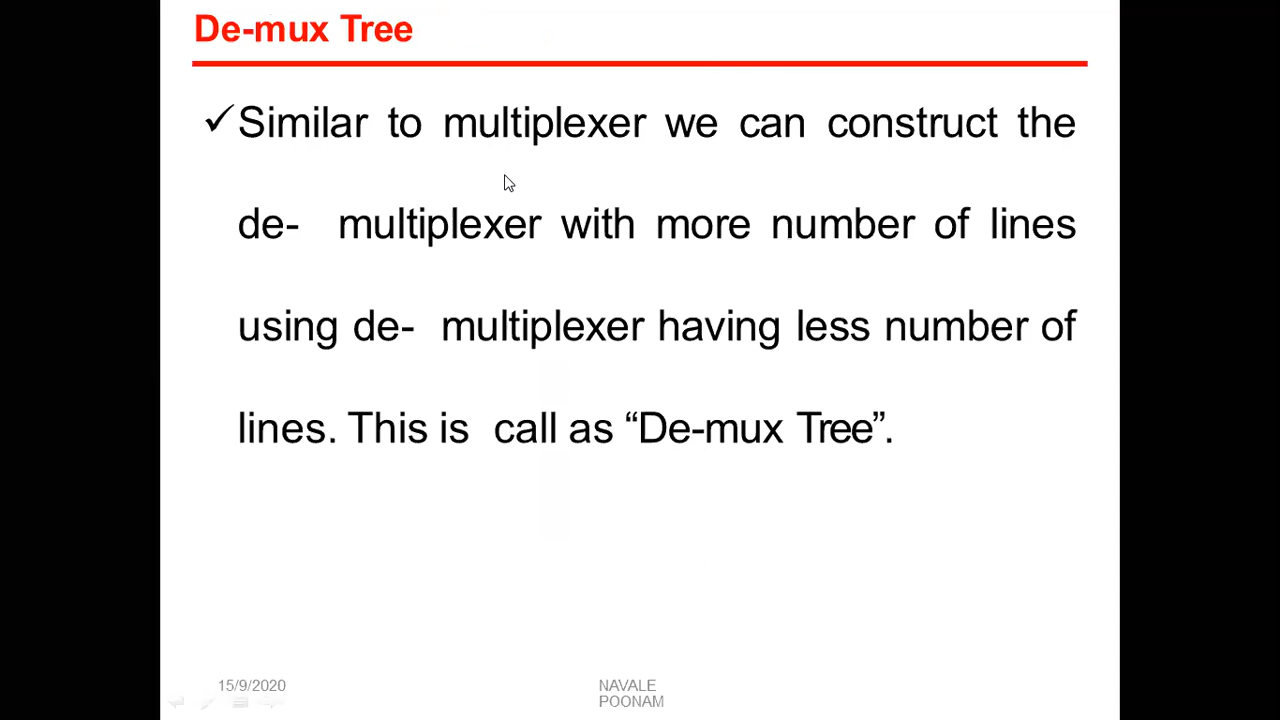 De-mux Tree
✓Similar to multiplexer we can construct the
de- multiplexer with more number of lines
using de- multiplexer having less number of
lines. This is call as “De-mux Tree”.
15/9/2020
NAVALE
POONAM